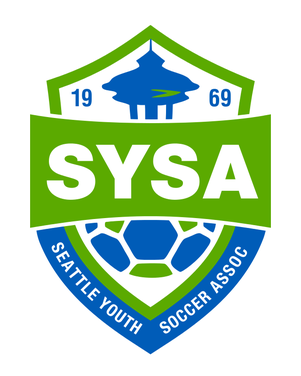 19 69
SYSA
SEATTLE YOUTH SOCCER ASSOC